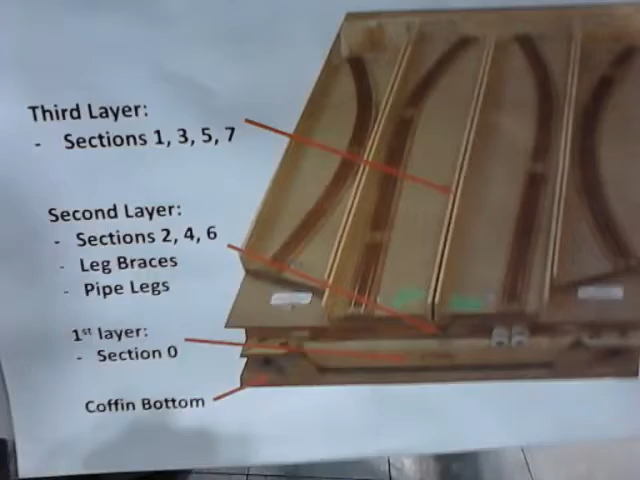 Third Layer:
- Sections 1, 3, 5, 7
Second Layer:
- Sections 2, 4, 6
- Leg Braces
- Pipe Legs
1st layer:
- Section 0
Coffin Bottom